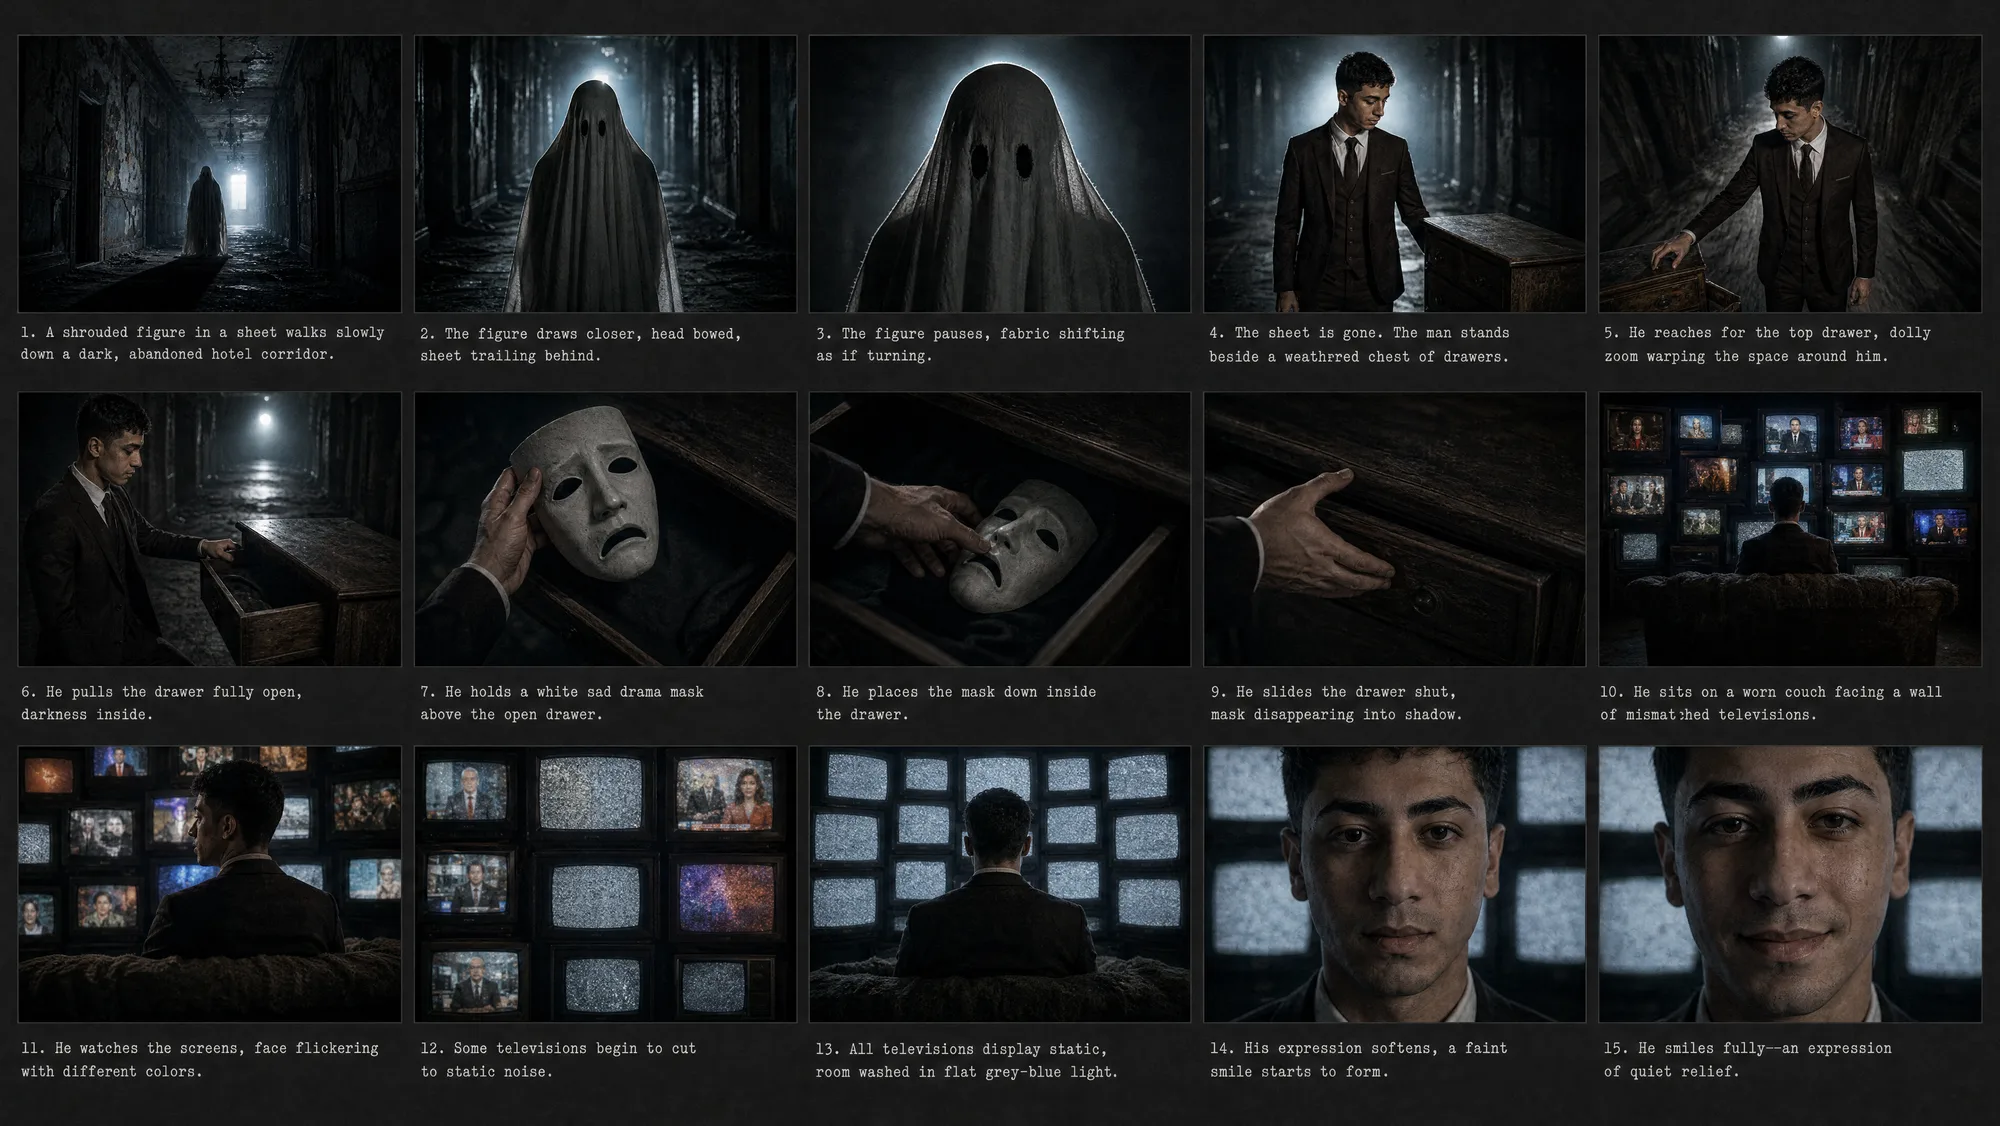 1. A shrouded figure in a sheet walks slowly
down a dark, abandoned hotel corridor.
2. The figure draws closer, head bowed,
sheet trailing behind.
3. The figure pauses, fabric shifting
as if turning.
4. The sheet is gone. The man stands
beside a weathrred chest of drawers.
5. He reaches for the top drawer, dolly
zoom warping the space around him.
6. He pulls the drawer fully open,
darkness inside.
7. He holds a white sad drama mask
above the open drawer.
8. He places the mask down inside
the drawer.
9. He slides the drawer shut,
mask disappearing into shadow.
10. He sits on a worn couch facing a wall
of mismatched televisions.
11. He watches the screens, face flickering
with different colors.
12. Some televisions begin to cut
to static noise.
13. All televisions display static,
room washed in flat grey-blue light.
14. His expression softens, a faint
smile starts to form.
15. He smiles fully—an expression
of quiet relief.